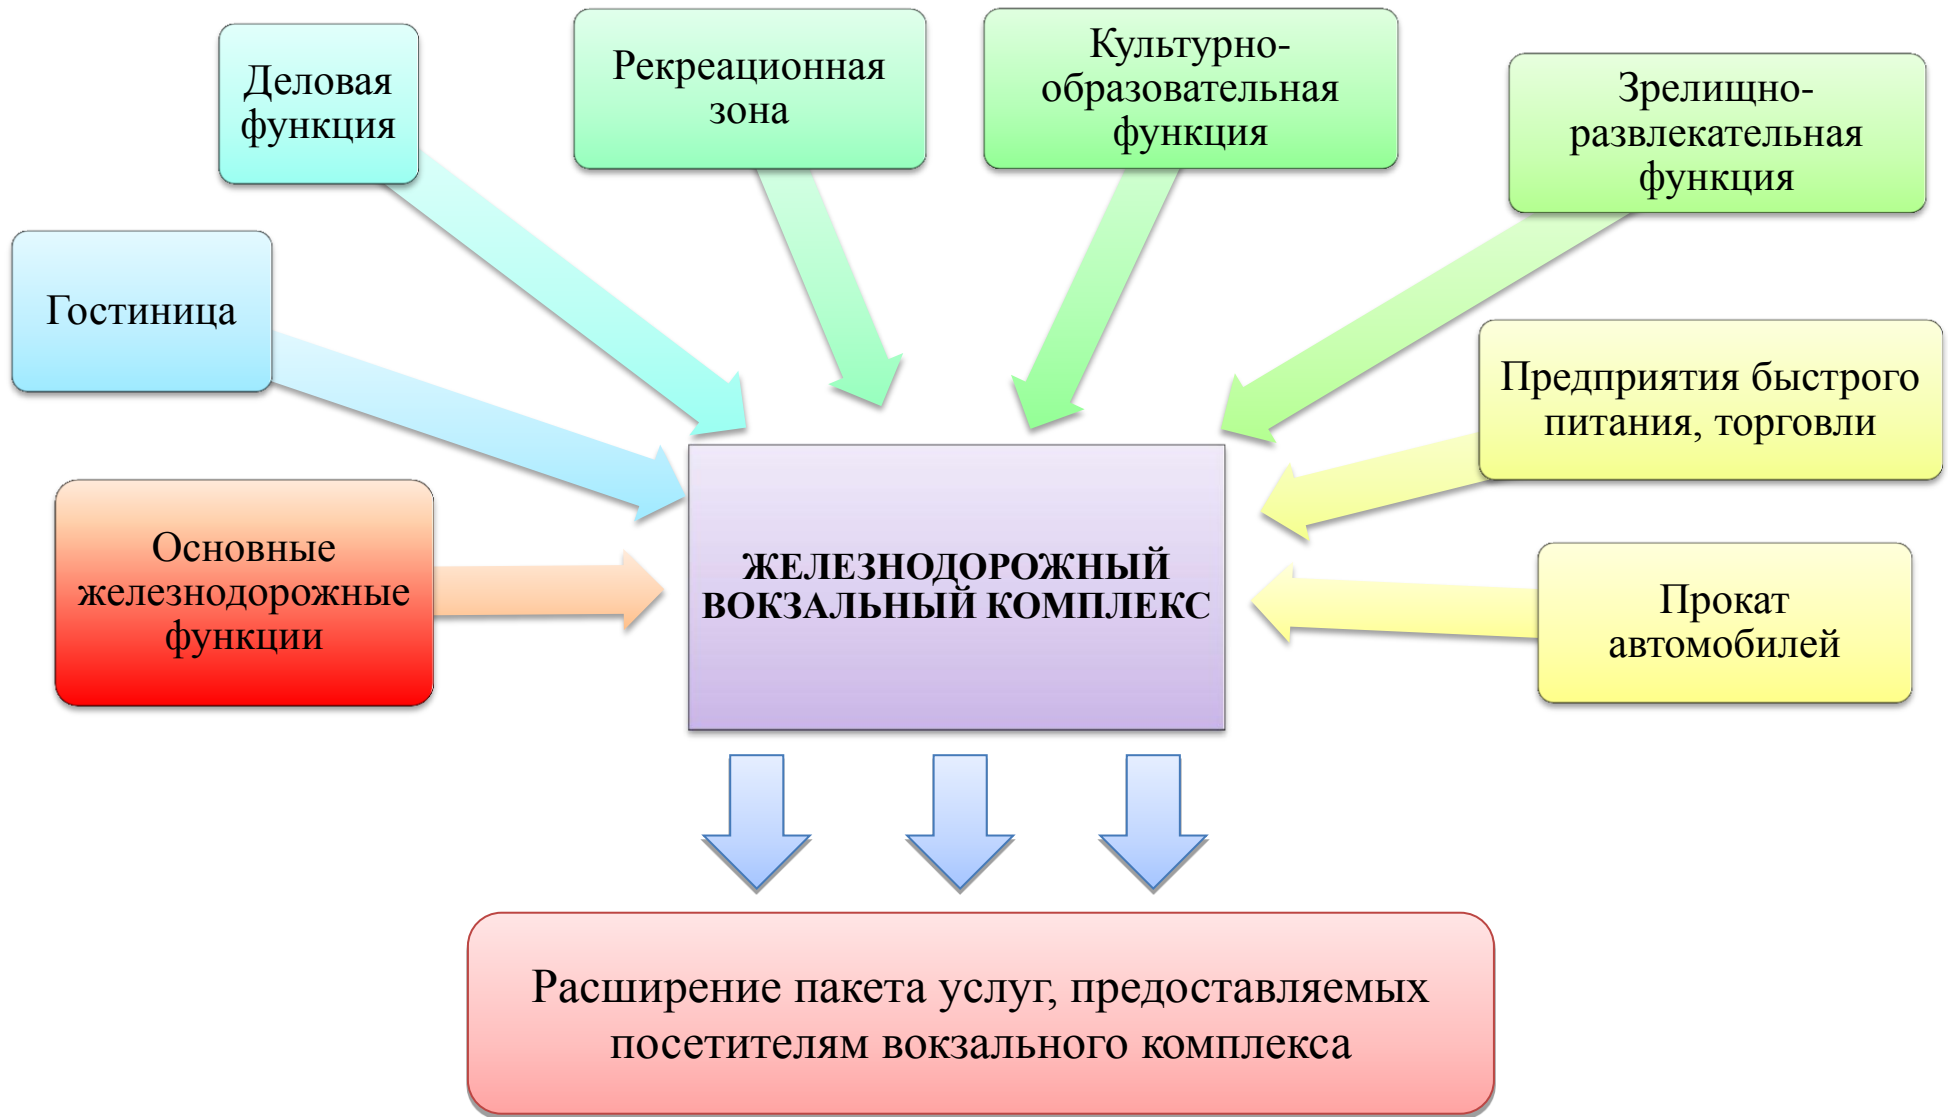 Деловая
функция
Рекреационная
зона
Культурно-
образовательная
функция
Зрелищно-
развлекательная
функция
Гостиница
Предприятия быстрого
питания, торговли
Основные
железнодорожные
функции
ЖЕЛЕЗНОДОРОЖНЫЙ
ВОКЗАЛЬНЫЙ КОМПЛЕКС
Прокат
автомобилей
Расширение пакета услуг, предоставляемых
посетителям вокзального комплекса